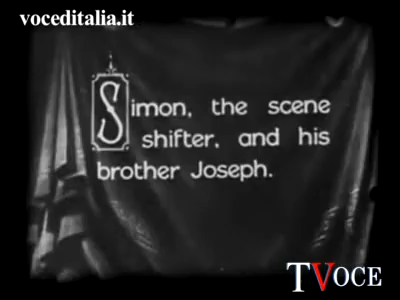 voceditalia.it
Simon, the scene
shifter, and his
brother Joseph.
TVOCE